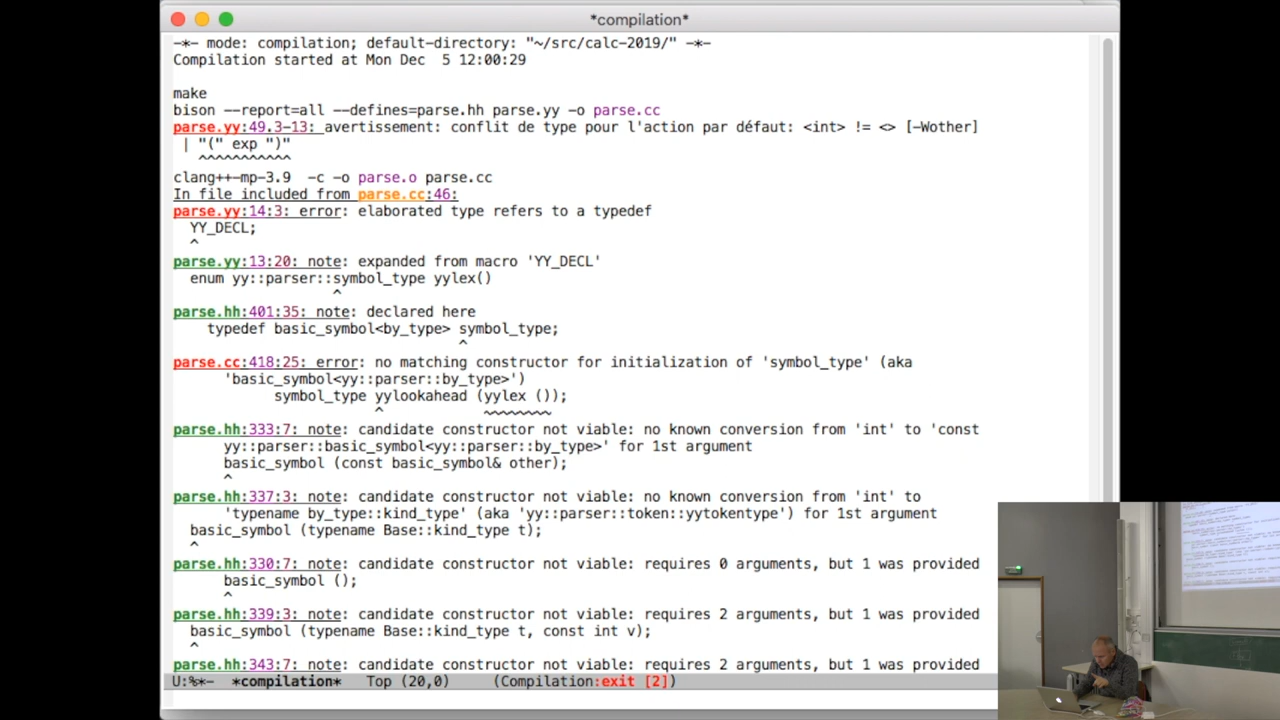 *compilation*
-*- mode: compilation; default-directory: "~/src/calc-2019/" -*-
Compilation started at Mon Dec  5 12:00:29
make
bison --report=all --defines=parse.hh parse.yy -o parse.cc
parse.yy:49.3-13: avertissement: conflit de type pour l'action par défaut: <int> != <> [-Wother]
| "(" exp ")"
^^^^^^^^^^^
clang++-mp-3.9  -c -o parse.o parse.cc
In file included from parse.cc:46:
parse.yy:14:3: error: elaborated type refers to a typedef
YY_DECL;
^
parse.yy:13:20: note: expanded from macro 'YY_DECL'
enum yy::parser::symbol_type yylex()
^
parse.hh:401:35: note: declared here
typedef basic_symbol<by_type> symbol_type;
^
parse.cc:418:25: error: no matching constructor for initialization of 'symbol_type' (aka
'basic_symbol<yy::parser::by_type>')
symbol_type yylookahead (yylex ());
^            ~~~~~~~~
parse.hh:333:7: note: candidate constructor not viable: no known conversion from 'int' to 'const
yy::parser::basic_symbol<yy::parser::by_type>' for 1st argument
basic_symbol (const basic_symbol& other);
^
parse.hh:337:3: note: candidate constructor not viable: no known conversion from 'int' to
'typename by_type::kind_type' (aka 'yy::parser::token::yytokentype') for 1st argument
basic_symbol (typename Base::kind_type t);
^
parse.hh:330:7: note: candidate constructor not viable: requires 0 arguments, but 1 was provided
basic_symbol ();
^
parse.hh:339:3: note: candidate constructor not viable: requires 2 arguments, but 1 was provided
basic_symbol (typename Base::kind_type t, const int v);
^
parse.hh:343:7: note: candidate constructor not viable: requires 2 arguments, but 1 was provided
U:%*-  *compilation*   Top (20,0)     (Compilation:exit [2])